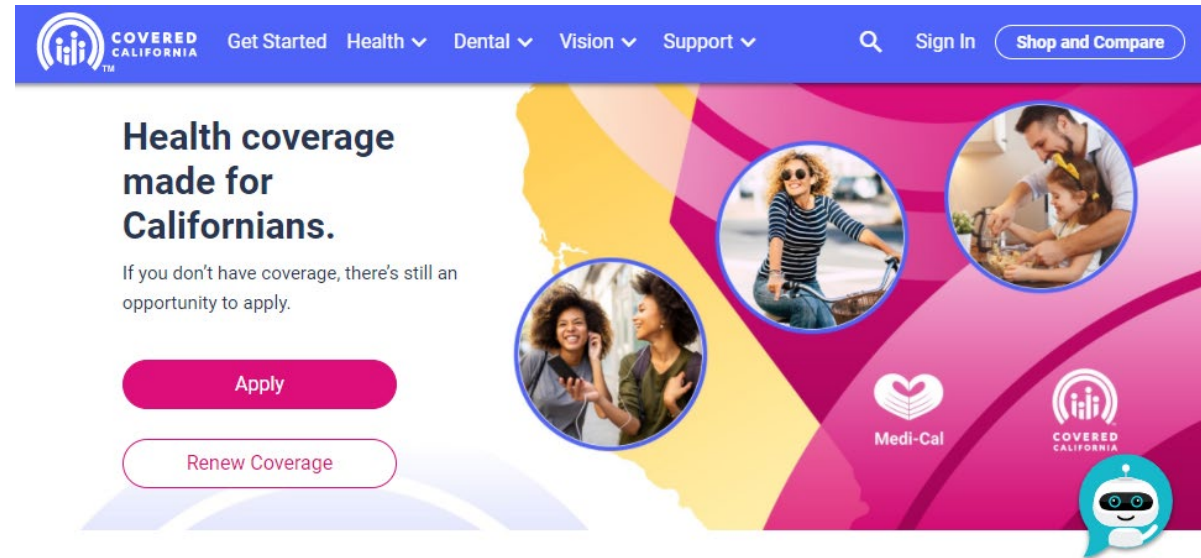 COVERED
CALIFORNIA
TM
Get Started Health Dental Vision Support Sign In Shop and Compare
Health coverage
made for
Californians.
If you don’t have coverage, there’s still an
opportunity to apply.
Apply
Renew Coverage
Medi-Cal
COVERED
CALIFORNIA